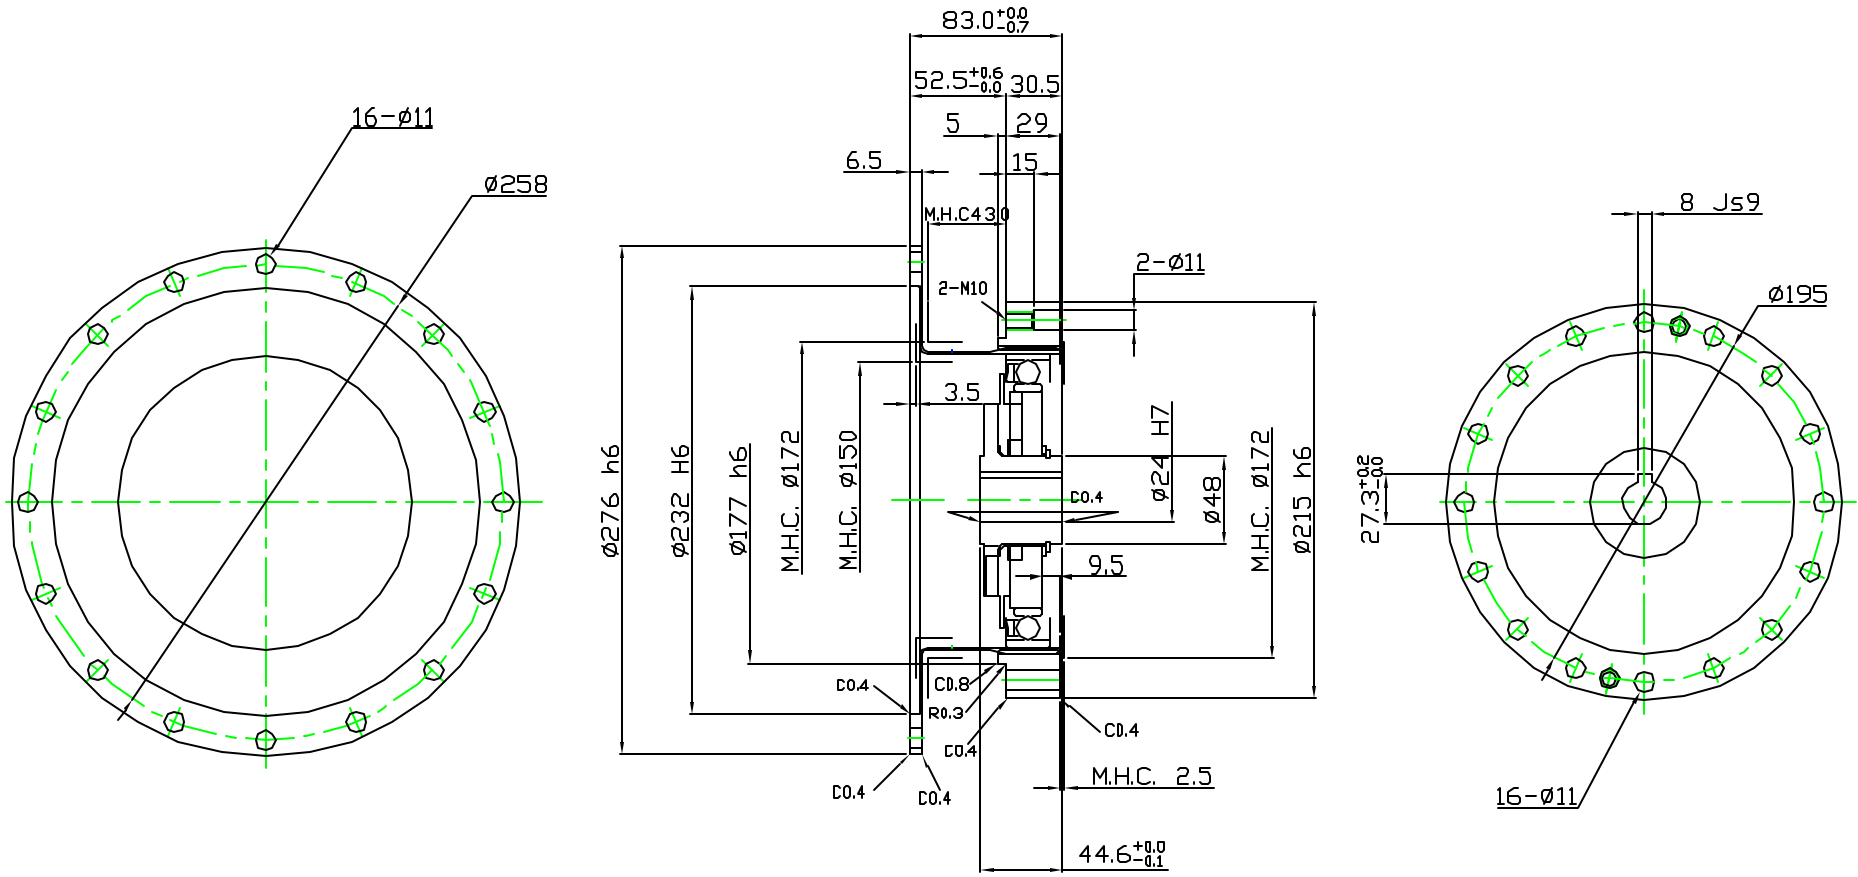 83.0 +0.0 -0.7
52.5 +0.6 -0.0
30.5
5
29
6.5
15
M.H.C430
16-Ø11
Ø258
2-Ø11
2-M10
8 Js9
Ø195
3.5
Ø276 h6
Ø232 H6
Ø177 h6
M.H.C. Ø172
M.H.C. Ø150
C0.4
Ø24 H7
Ø48
M.H.C. Ø172
Ø215 h6
27.3 +0.2 -0.0
9.5
C0.4
C0.8
R0.3
C0.4
C0.4
C0.4
C0.4
M.H.C. 2.5
16-Ø11
44.6 +0.0 -0.1